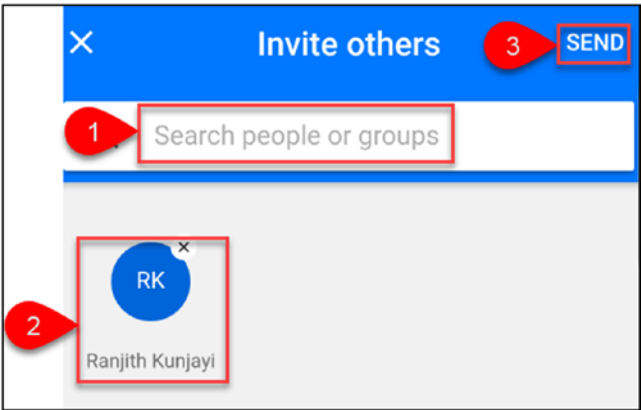 Invite others
3
SEND
1
Search people or groups
RK
2
Ranjith Kunjayi